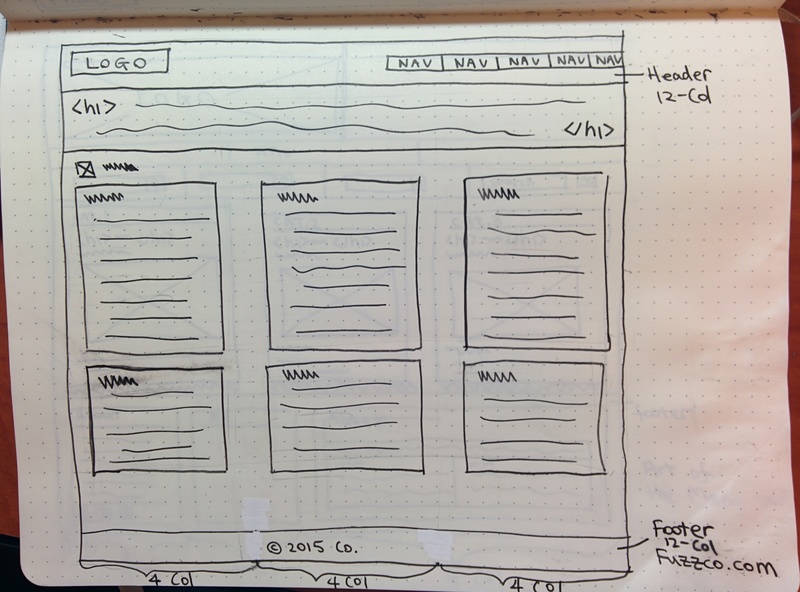 LOGO
NAV NAV NAV NAV NAV
Header
12-Col
<h1>
</h1>
Footer
12-Col
Fuzzco.com
© 2015 Co.
4 Col 4 Col 4 Col